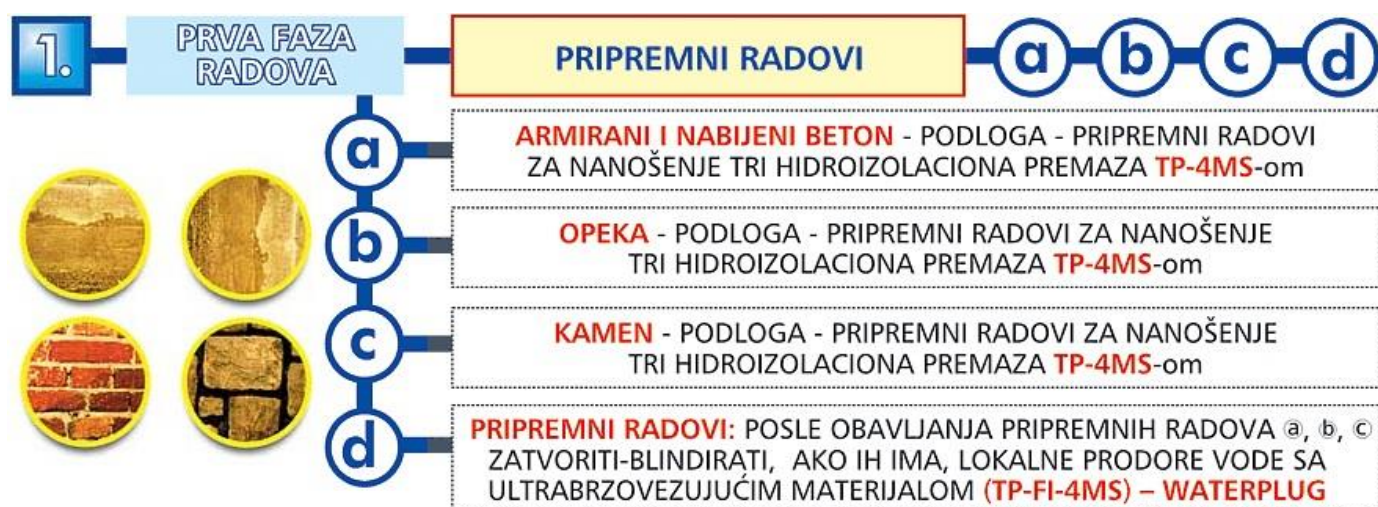 1.
PRVA FAZA
RADOVA
PRIPREMNI RADOVI
a b c d
a
ARMIRANI I NABIJENI BETON - PODLOGA - PRIPREMNI RADOVI
ZA NANOŠENJE TRI HIDROIZOLACIONA PREMAZA TP-4MS-om
b
OPEKA - PODLOGA - PRIPREMNI RADOVI ZA NANOŠENJE
TRI HIDROIZOLACIONA PREMAZA TP-4MS-om
c
KAMEN - PODLOGA - PRIPREMNI RADOVI ZA NANOŠENJE
TRI HIDROIZOLACIONA PREMAZA TP-4MS-om
d
PRIPREMNI RADOVI: POSLE OBAVLJANJA PRIPREMNIH RADOVA ⓐ, ⓑ, ⓒ
ZATVORITI-BLINDIRATI, AKO IH IMA, LOKALNE PRODORE VODE SA
ULTRABRZOVEZUJUĆIM MATERIJALOM (TP-FI-4MS) – WATERPLUG